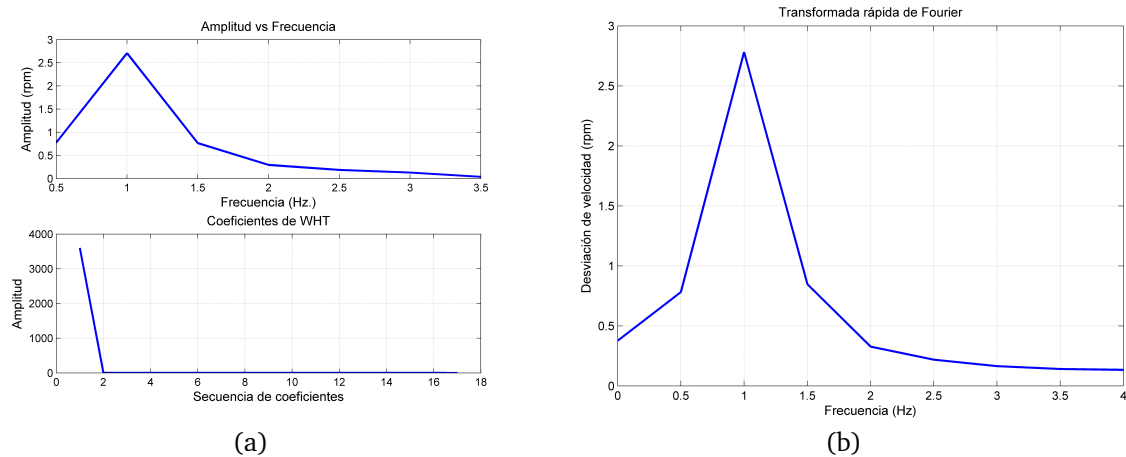 Amplitud vs Frecuencia
Amplitud (rpm)
3
2.5
2
1.5
1
0.5
0
0.5 1 1.5 2 2.5 3 3.5
Frecuencia (Hz.)
Coeficientes de WHT
Amplitud
4000
3000
2000
1000
0
0 2 4 6 8 10 12 14 16 18
Secuencia de coeficientes
(a)
Transformada rápida de Fourier
Desviación de velocidad (rpm)
3
2.5
2
1.5
1
0.5
0
0 0.5 1 1.5 2 2.5 3 3.5 4
Frecuencia (Hz)
(b)